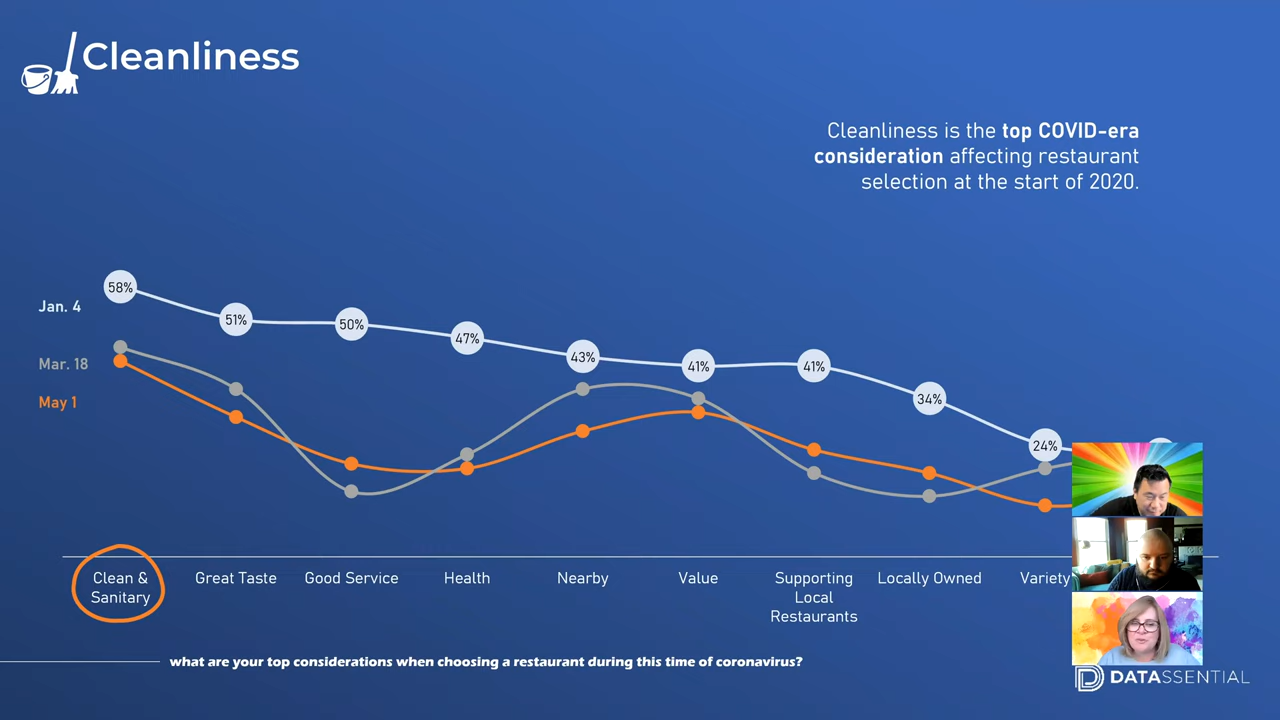 Cleanliness
Cleanliness is the top COVID-era
consideration affecting restaurant
selection at the start of 2020.
58%
51%
50%
47%
43%
41%
41%
34%
24%
Jan. 4
Mar. 18
May 1
Clean &
Sanitary
Great Taste
Good Service
Health
Nearby
Value
Supporting
Local
Restaurants
Locally Owned
Variety
what are your top considerations when choosing a restaurant during this time of coronavirus?
DATASSENTIAL